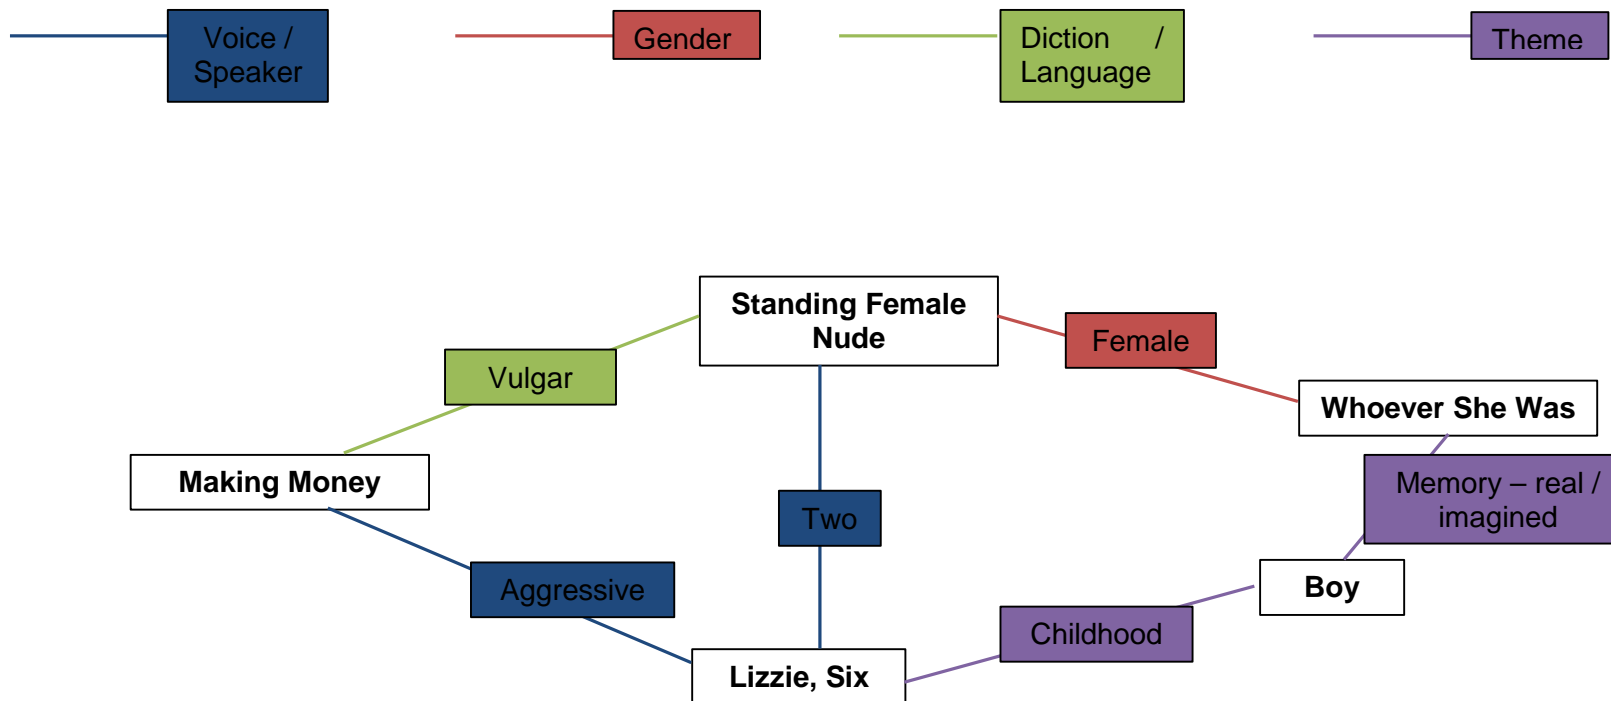 Voice /
Speaker
Gender
Diction /
Language
Theme
Standing Female
Nude
Female
Vulgar
Whoever She Was
Making Money
Memory – real /
imagined
Two
Aggressive
Boy
Childhood
Lizzie, Six